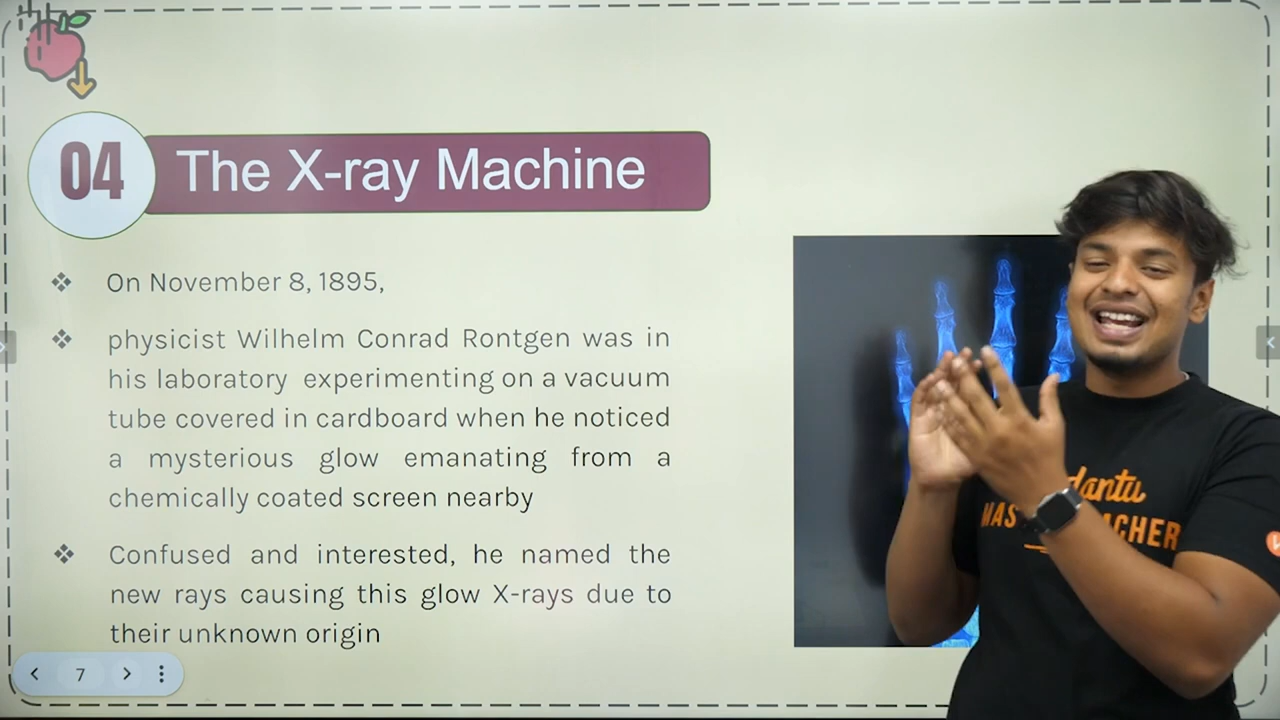 04
The X-ray Machine
❖ On November 8, 1895,
❖ physicist Wilhelm Conrad Rontgen was in
his laboratory experimenting on a vacuum
tube covered in cardboard when he noticed
a mysterious glow emanating from a
chemically coated screen nearby
❖ Confused and interested, he named the
new rays causing this glow X-rays due to
their unknown origin
7